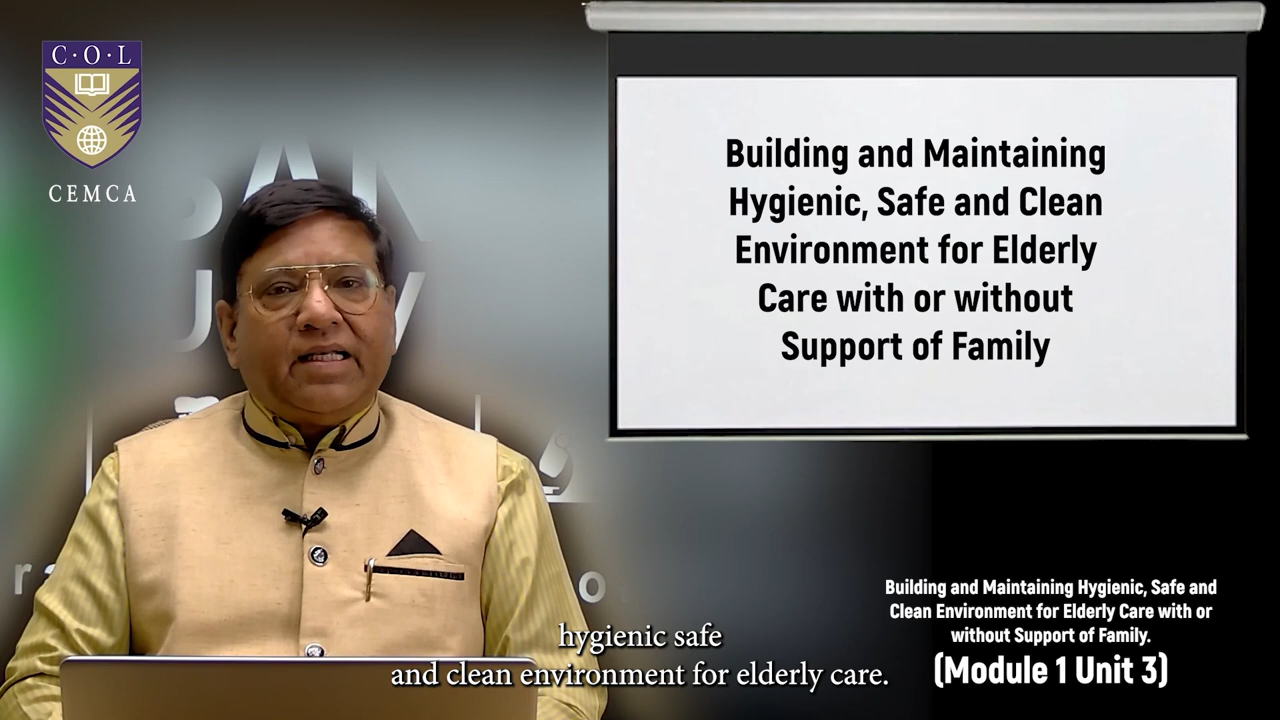 C·O·L
CEMCA
Building and Maintaining
Hygienic, Safe and Clean
Environment for Elderly
Care with or without
Support of Family
Building and Maintaining Hygienic, Safe and
Clean Environment for Elderly Care with or
without Support of Family.
(Module 1 Unit 3)
hygienic safe
and clean environment for elderly care.